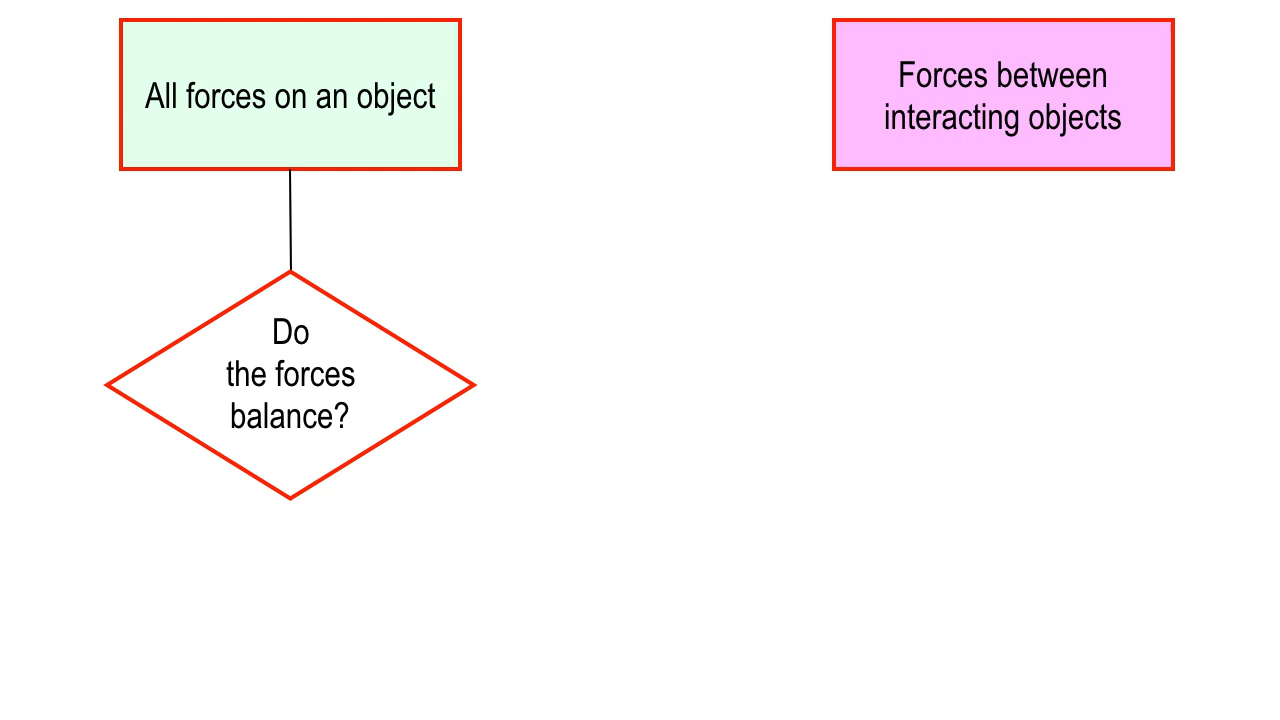 All forces on an object
Forces between
interacting objects
Do
the forces
balance?